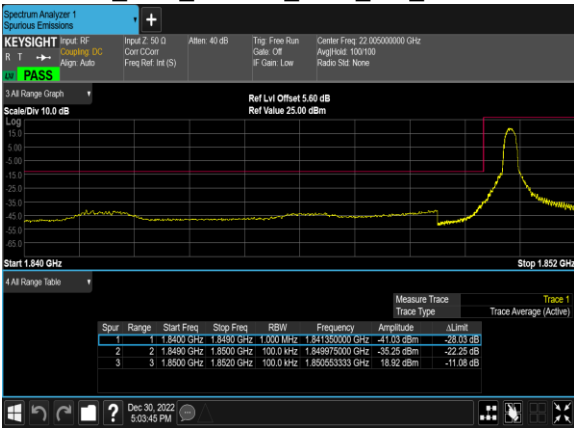 Spectrum Analyzer 1
Spurious Emissions
KEYSIGHT Input: RF
R T Coupling: DC
Align: Auto
Input Z: 50 Ω
Corr CCorr
Freq Ref: Int (S)
Atten: 40 dB
Trig: Free Run
Gate: Off
IF Gain: Low
Center Freq: 22.005000000 GHz
Avg|Hold: 100/100
Radio Std: None
PASS
3 All Range Graph
Ref Lvl Offset 5.60 dB
Scale/Div 10.0 dB
Ref Value 25.00 dBm
Log
15.0
5.00
-5.00
-15.0
-25.0
-35.0
-45.0
-55.0
-65.0
Start 1.840 GHz
Stop 1.852 GHz
4 All Range Table
Measure Trace Trace 1
Trace Type Trace Average (Active)
Spur Range Start Freq Stop Freq RBW Frequency Amplitude ΔLimit
1 1 1.8400 GHz 1.8490 GHz 1.000 MHz 1.841350000 GHz -41.03 dBm -28.03 dB
2 2 1.8490 GHz 1.8500 GHz 100.0 kHz 1.849975000 GHz -35.25 dBm -22.25 dB
3 3 1.8500 GHz 1.8520 GHz 100.0 kHz 1.850553333 GHz 18.92 dBm -11.08 dB
Dec 30, 2022
5:03:45 PM